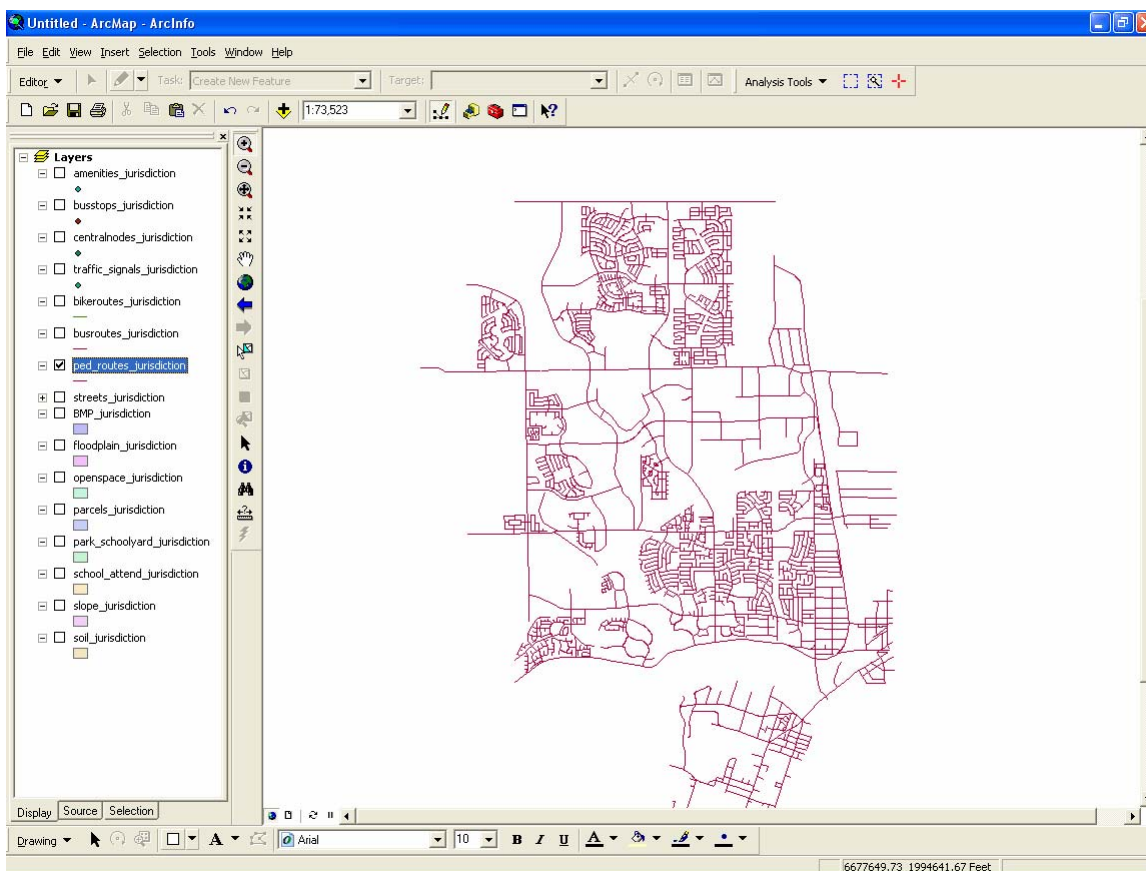 Untitled - ArcMap - ArcInfo
File Edit View Insert Selection Tools Window Help
Editor Task: Create New Feature Target: Analysis Tools
1:73,523
Layers
amenities_jurisdiction
busstops_jurisdiction
centralnodes_jurisdiction
traffic_signals_jurisdiction
bikeroutes_jurisdiction
busroutes_jurisdiction
ped_routes_jurisdiction
streets_jurisdiction
BMP_jurisdiction
floodplain_jurisdiction
openspace_jurisdiction
parcels_jurisdiction
park_schoolyard_jurisdiction
school_attend_jurisdiction
slope_jurisdiction
soil_jurisdiction
Display Source Selection
Drawing A Arial 10 B I U A
6677649.73 1994641.67 Feet